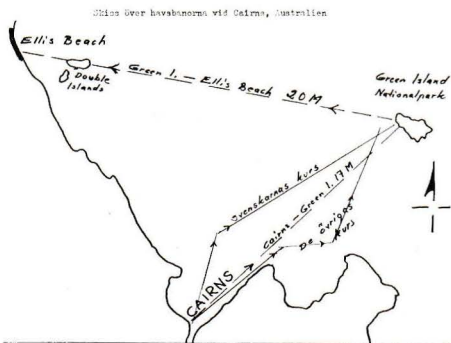 Skiss över havsbanorna vid Cairns, Australien
Ellis Beach
Double
Islands
Green I. — Ellis Beach 20 M
Green Island
Nationalpark
Svenskarnas kurs
Cairns — Green I. 17 M
De övrigas
kurs
CAIRNS